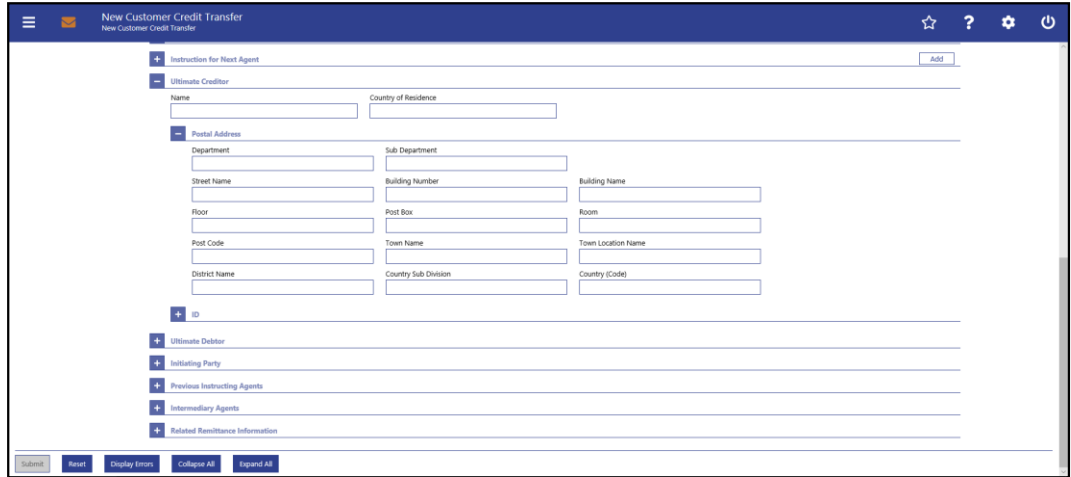 New Customer Credit Transfer
New Customer Credit Transfer
Instruction for Next Agent Add
Ultimate Creditor
Name Country of Residence
Postal Address
Department Sub Department
Street Name Building Number Building Name
Floor Post Box Room
Post Code Town Name Town Location Name
District Name Country Sub Division Country (Code)
ID
Ultimate Debtor
Initiating Party
Previous Instructing Agents
Intermediary Agents
Related Remittance Information
Submit Reset Display Errors Collapse All Expand All